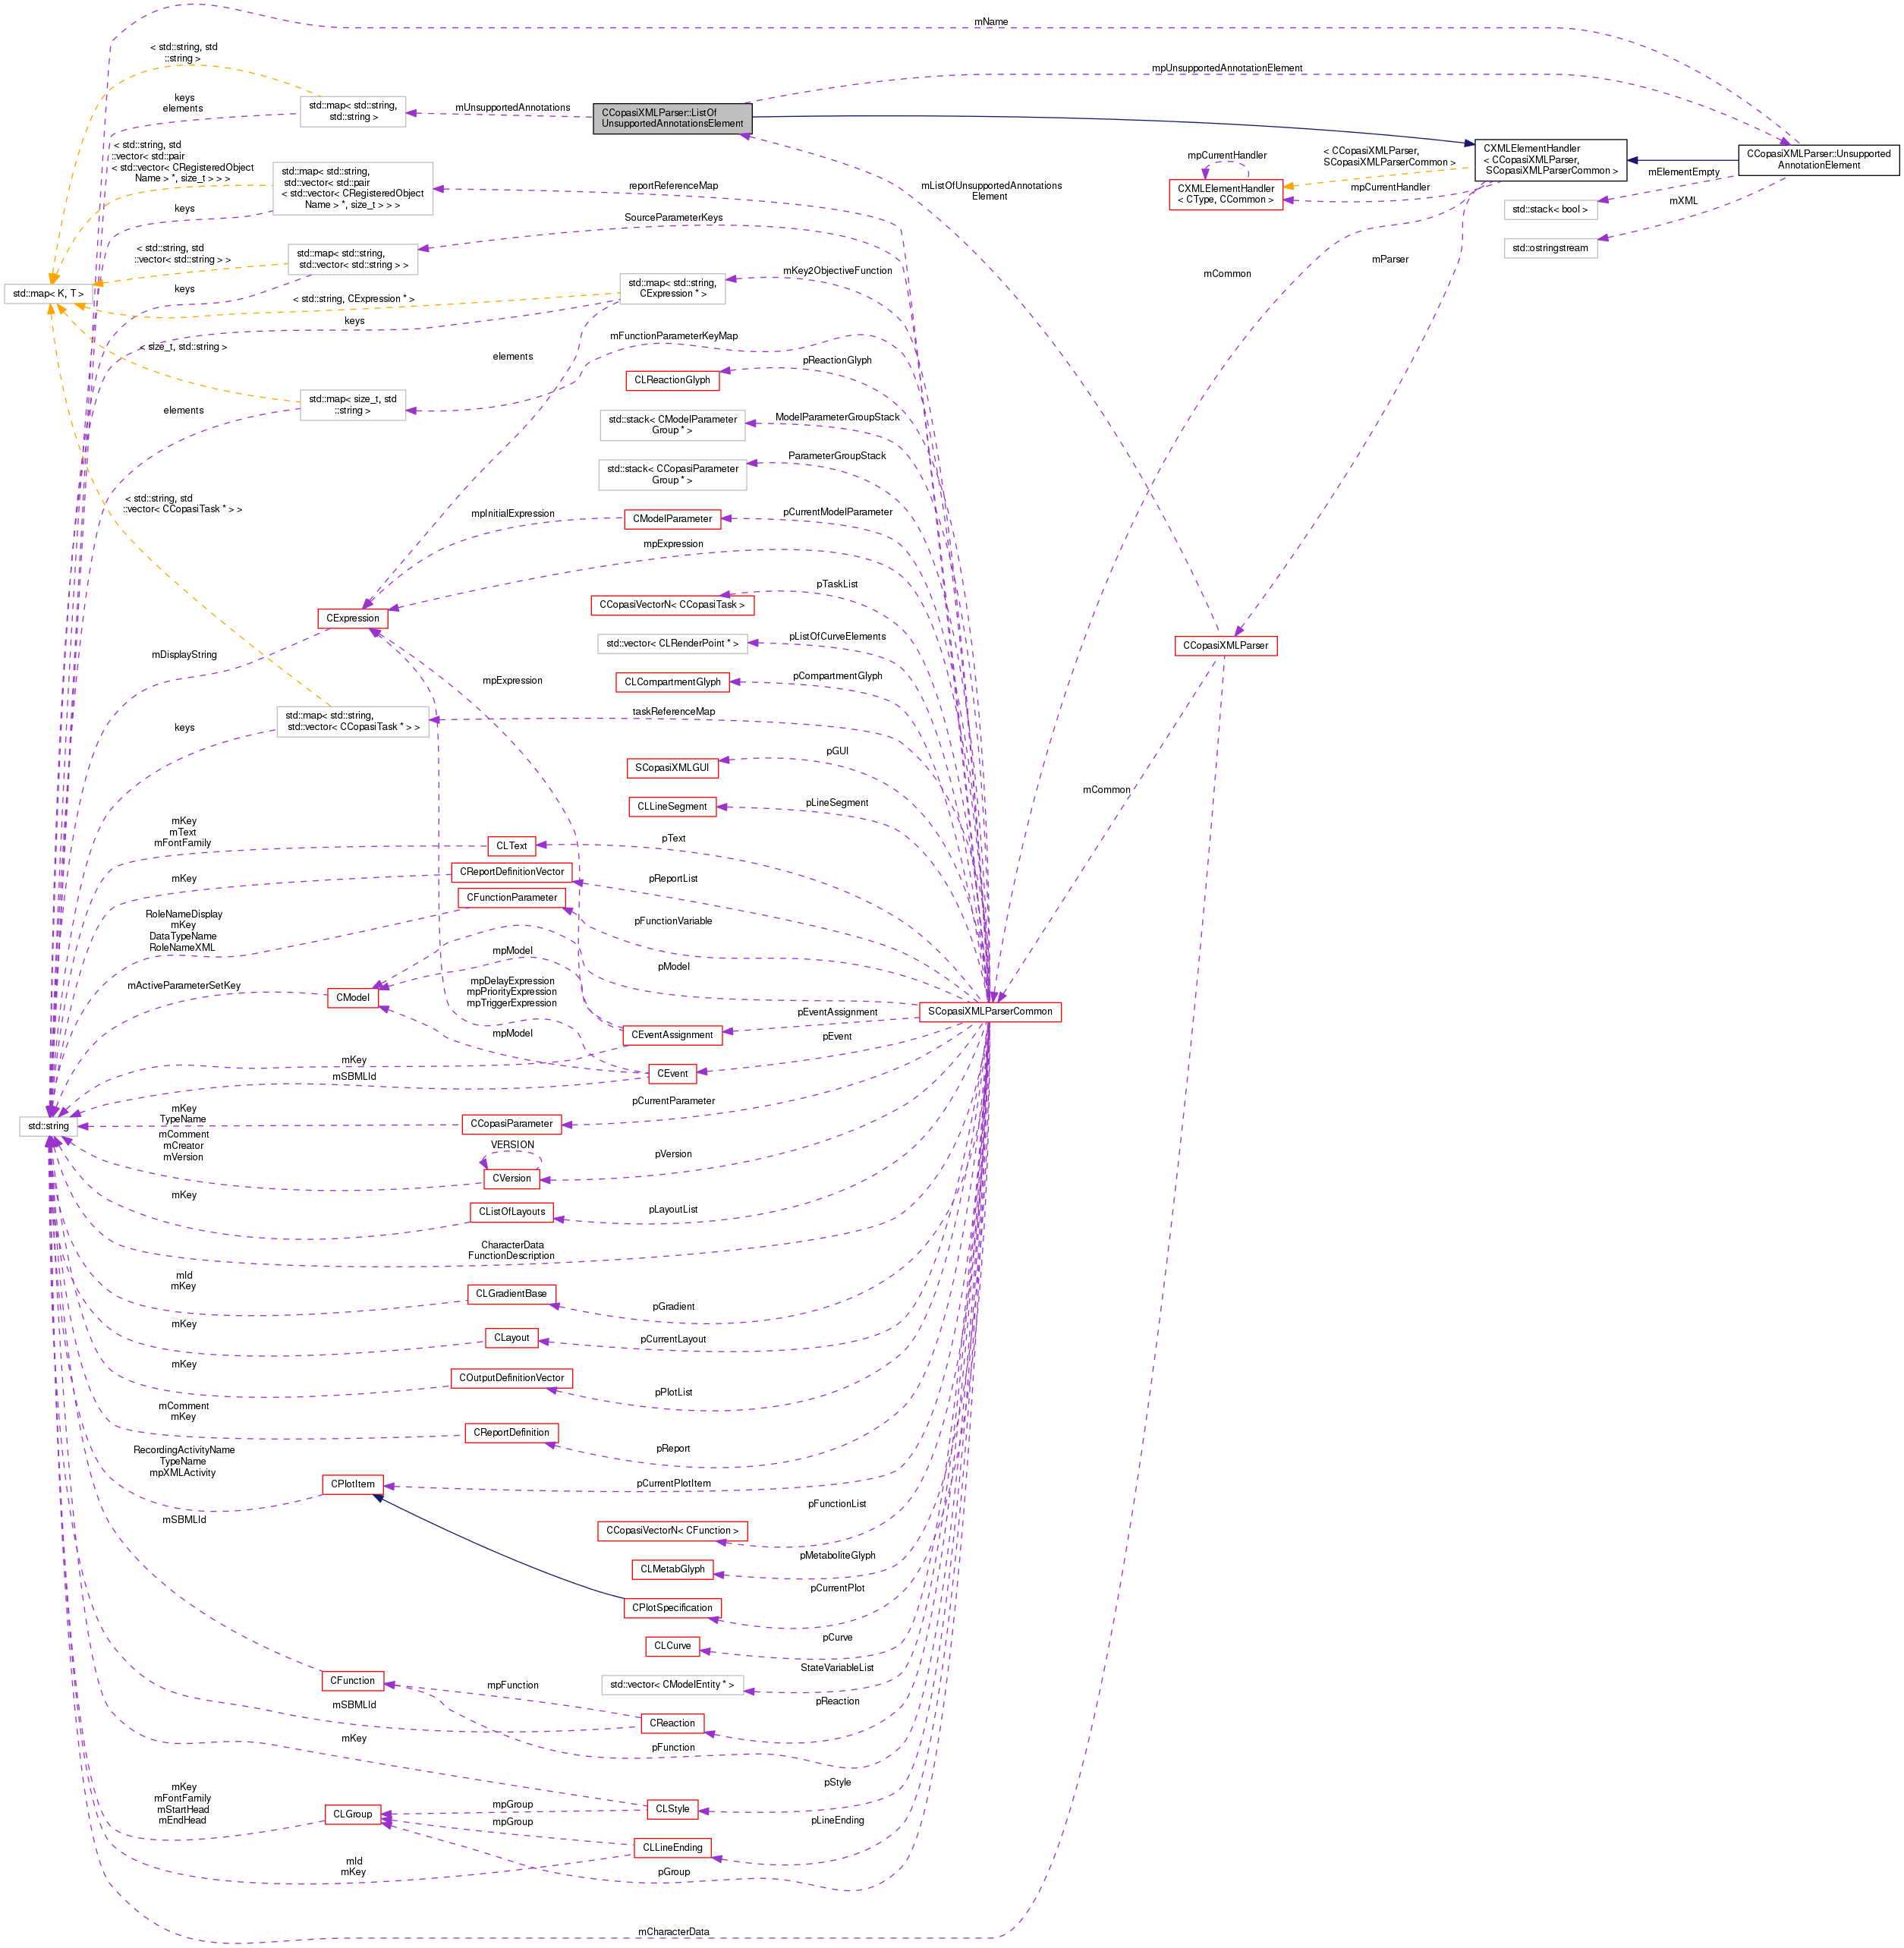 mName
< std::string, std
::string >
mpUnsupportedAnnotationElement
keys
elements
std::map< std::string,
std::string >
mUnsupportedAnnotations
CCopasiXMLParser::ListOf
UnsupportedAnnotationsElement
< std::string, std
::vector< std::pair
< std::vector< CRegisteredObject
Name > *, size_t > > >
std::map< std::string,
std::vector< std::pair
< std::vector< CRegisteredObject
Name > *, size_t > > >
reportReferenceMap
mListOfUnsupportedAnnotations
Element
mpCurrentHandler
CXMLElementHandler
< CType, CCommon >
< CCopasiXMLParser,
SCopasiXMLParserCommon >
mpCurrentHandler
CXMLElementHandler
< CCopasiXMLParser,
SCopasiXMLParserCommon >
mElementEmpty
CCopasiXMLParser::Unsupported
AnnotationElement
std::stack< bool >
mXML
std::ostringstream
keys
SourceParameterKeys
< std::string, std
::vector< std::string > >
std::map< std::string,
std::vector< std::string > >
mKey2ObjectiveFunction
mCommon
mParser
keys
std::map< K, T >
< std::string, CExpression * >
std::map< std::string,
CExpression * >
keys
< size_t, std::string >
elements
mFunctionParameterKeyMap
pReactionGlyph
CLReactionGlyph
std::map< size_t, std
::string >
elements
std::stack< CModelParameter
Group * >
ModelParameterGroupStack
std::stack< CCopasiParameter
Group * >
ParameterGroupStack
< std::string, std
::vector< CCopasiTask * > >
mpInitialExpression
CModelParameter
pCurrentModelParameter
mpExpression
pTaskList
CCopasiVectorN< CCopasiTask >
CExpression
std::vector< CLRenderPoint * >
pListOfCurveElements
CCopasiXMLParser
mDisplayString
mpExpression
CLCompartmentGlyph
pCompartmentGlyph
std::map< std::string,
std::vector< CCopasiTask * > >
taskReferenceMap
keys
SCopasiXMLGUI
pGUI
CLLineSegment
pLineSegment
mCommon
mKey
mText
mFontFamily
CLText
pText
mKey
CReportDefinitionVector
pReportList
CFunctionParameter
pFunctionVariable
RoleNameDisplay
mKey
DataTypeName
RoleNameXML
mpModel
pModel
mActiveParameterSetKey
CModel
mpDelayExpression
mpPriorityExpression
mpTriggerExpression
SCopasiXMLParserCommon
pEventAssignment
CEventAssignment
mpModel
pEvent
mKey
mSBMLId
CEvent
pCurrentParameter
std::string
mKey
TypeName
CCopasiParameter
mComment
mCreator
mVersion
VERSION
CVersion
pVersion
mKey
CListOfLayouts
pLayoutList
CharacterData
FunctionDescription
mId
mKey
CLGradientBase
pGradient
mKey
CLayout
pCurrentLayout
mKey
COutputDefinitionVector
pPlotList
mComment
mKey
CReportDefinition
pReport
RecordingActivityName
TypeName
mpXMLActivity
CPlotItem
pCurrentPlotItem
pFunctionList
mSBMLId
CCopasiVectorN< CFunction >
CLMetabGlyph
pMetaboliteGlyph
CPlotSpecification
pCurrentPlot
CLCurve
pCurve
CFunction
mpFunction
std::vector< CModelEntity * >
StateVariableList
mSBMLId
CReaction
pReaction
mKey
pFunction
mKey
mFontFamily
mStartHead
mEndHead
CLGroup
mpGroup
mpGroup
CLStyle
pStyle
CLLineEnding
pLineEnding
mId
mKey
pGroup
mCharacterData